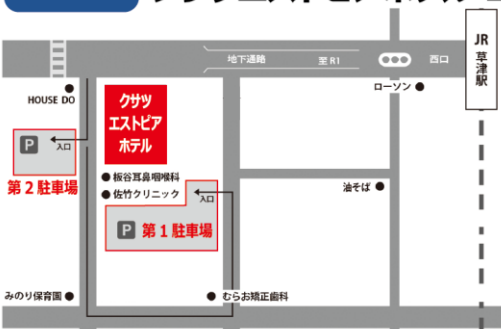 JR
草津駅
地下通路
至R1
西口
HOUSE DO
クサツ
エストピア
ホテル
ローソン
P
入口
第2駐車場
板谷耳鼻咽喉科
佐竹クリニック
入口
油そば
P 第1駐車場
みのり保育園
むらお矯正歯科